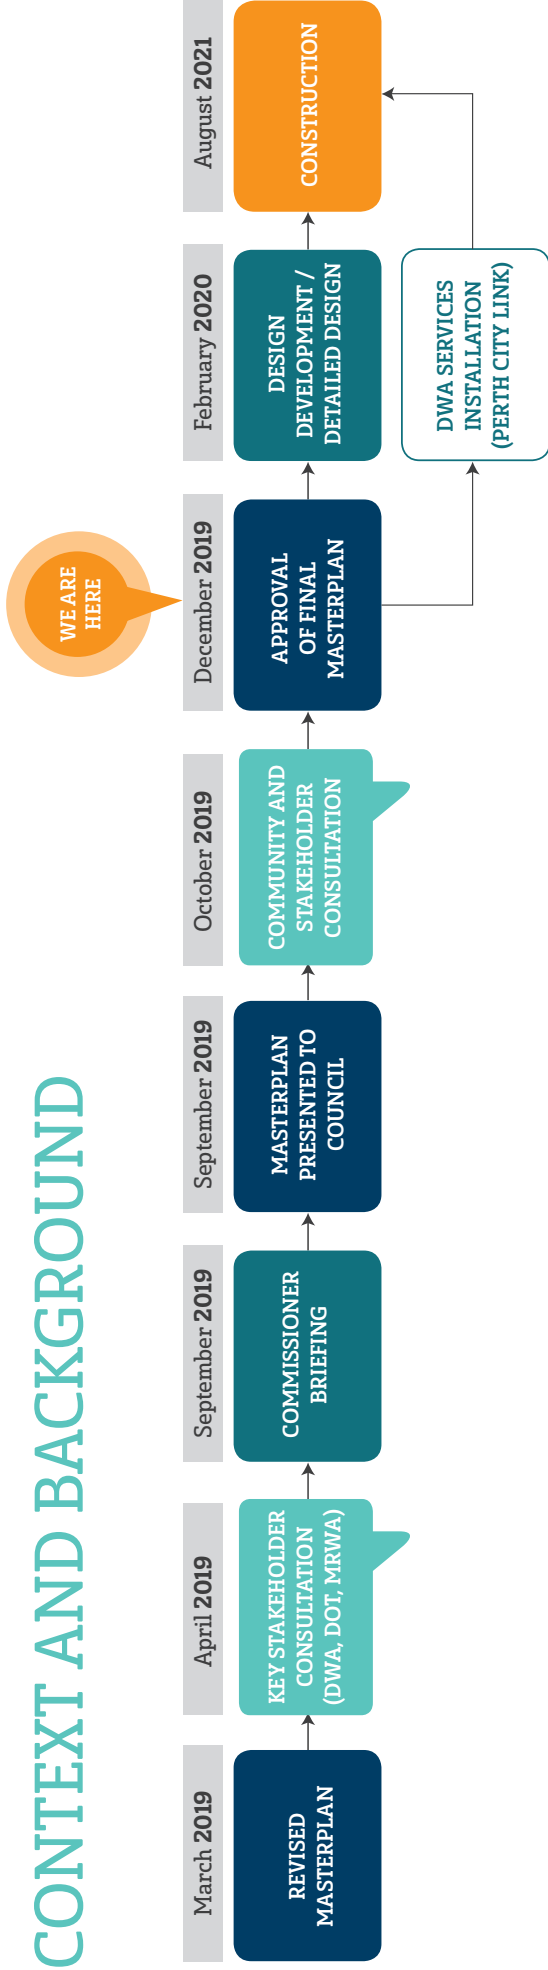 CONTEXT AND BACKGROUND
WE ARE
HERE
March 2019
April 2019
September 2019
September 2019
October 2019
December 2019
February 2020
August 2021
REVISED
MASTERPLAN
KEY STAKEHOLDER
CONSULTATION
(DWA, DOT, MRWA)
COMMISSIONER
BRIEFING
MASTERPLAN
PRESENTED TO
COUNCIL
COMMUNITY AND
STAKEHOLDER
CONSULTATION
APPROVAL
OF FINAL
MASTERPLAN
DESIGN
DEVELOPMENT /
DETAILED DESIGN
CONSTRUCTION
DWA SERVICES
INSTALLATION
(PERTH CITY LINK)